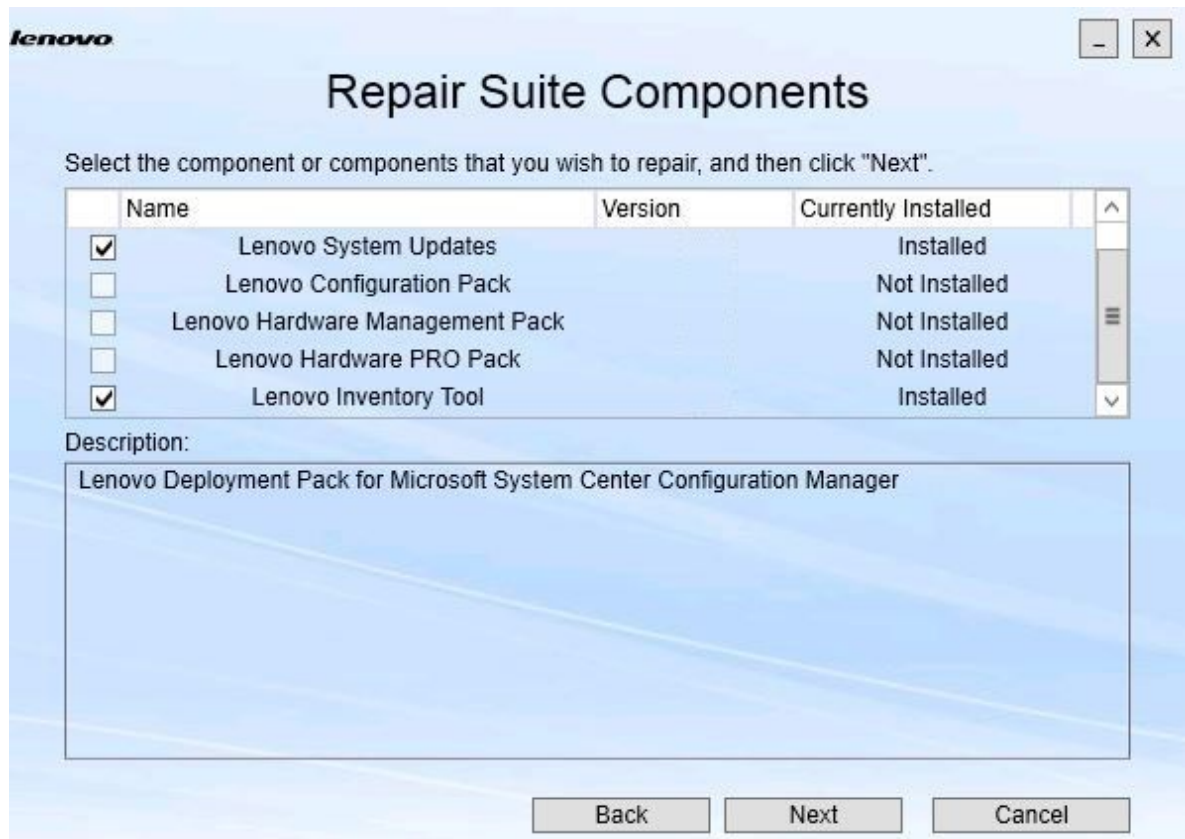 lenovo
Repair Suite Components
Select the component or components that you wish to repair, and then click "Next".
Name Version Currently Installed
Lenovo System Updates Installed
Lenovo Configuration Pack Not Installed
Lenovo Hardware Management Pack Not Installed
Lenovo Hardware PRO Pack Not Installed
Lenovo Inventory Tool Installed
Description:
Lenovo Deployment Pack for Microsoft System Center Configuration Manager
Back Next Cancel